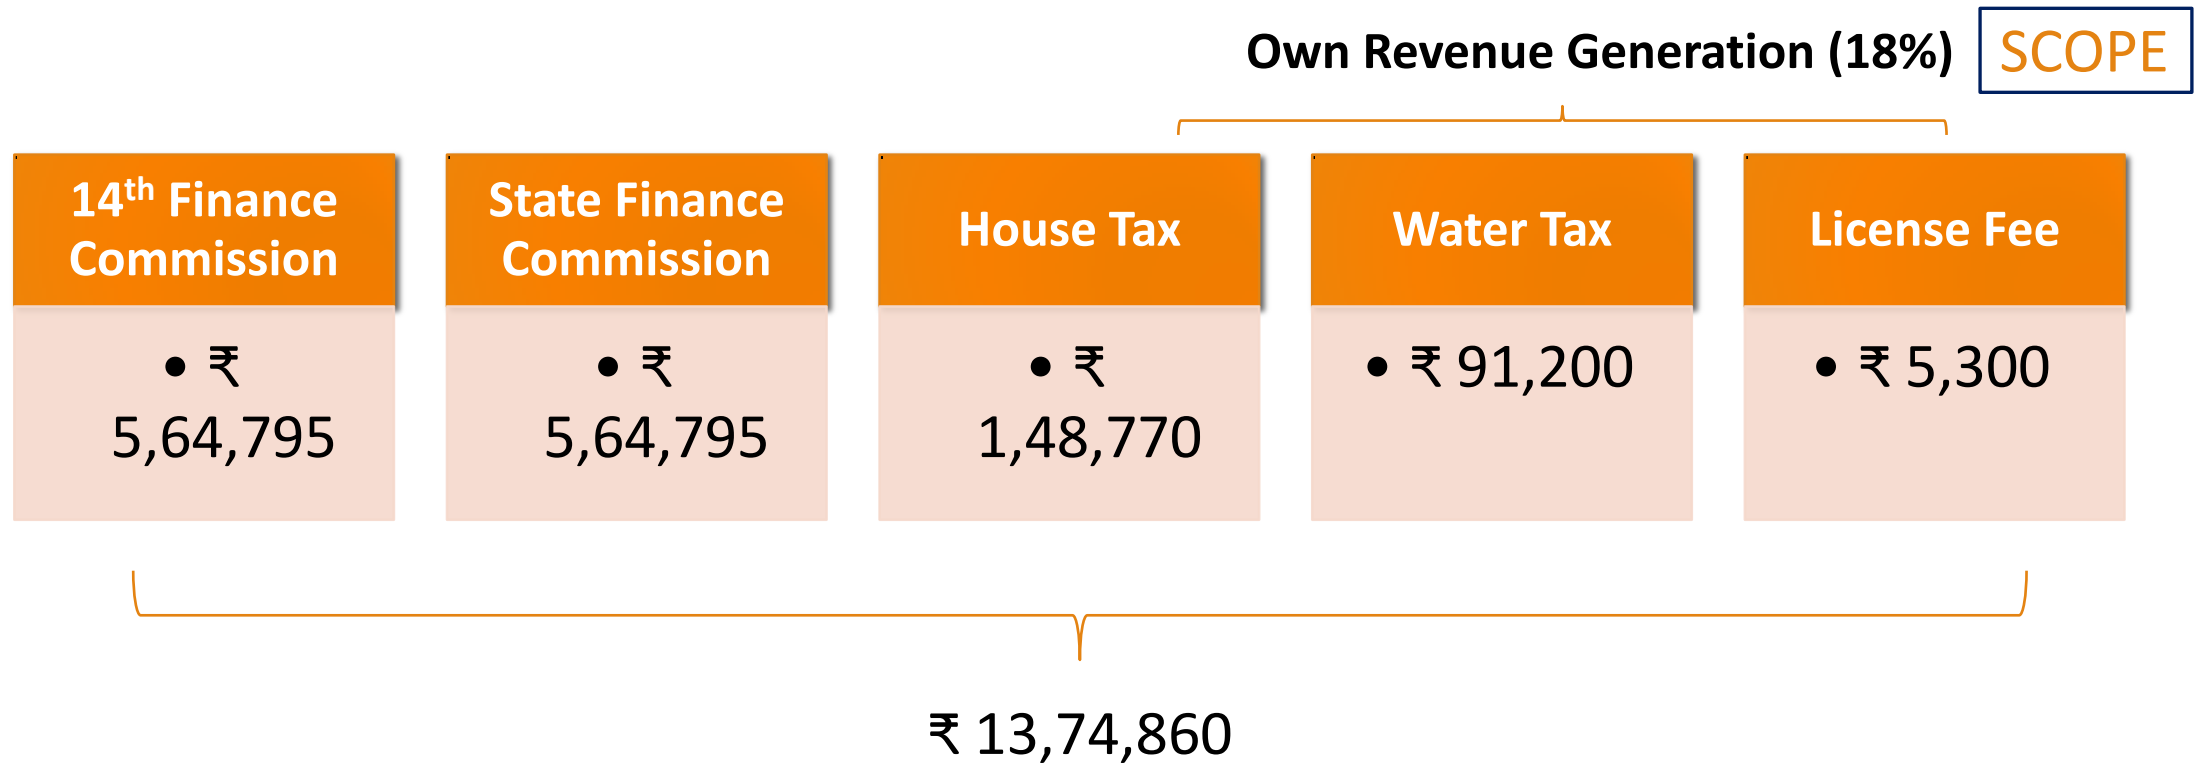 Own Revenue Generation (18%)
SCOPE
14th Finance
Commission
State Finance
Commission
House Tax
Water Tax
License Fee
• ₹
5,64,795
• ₹
5,64,795
• ₹
1,48,770
• ₹ 91,200
• ₹ 5,300
₹ 13,74,860